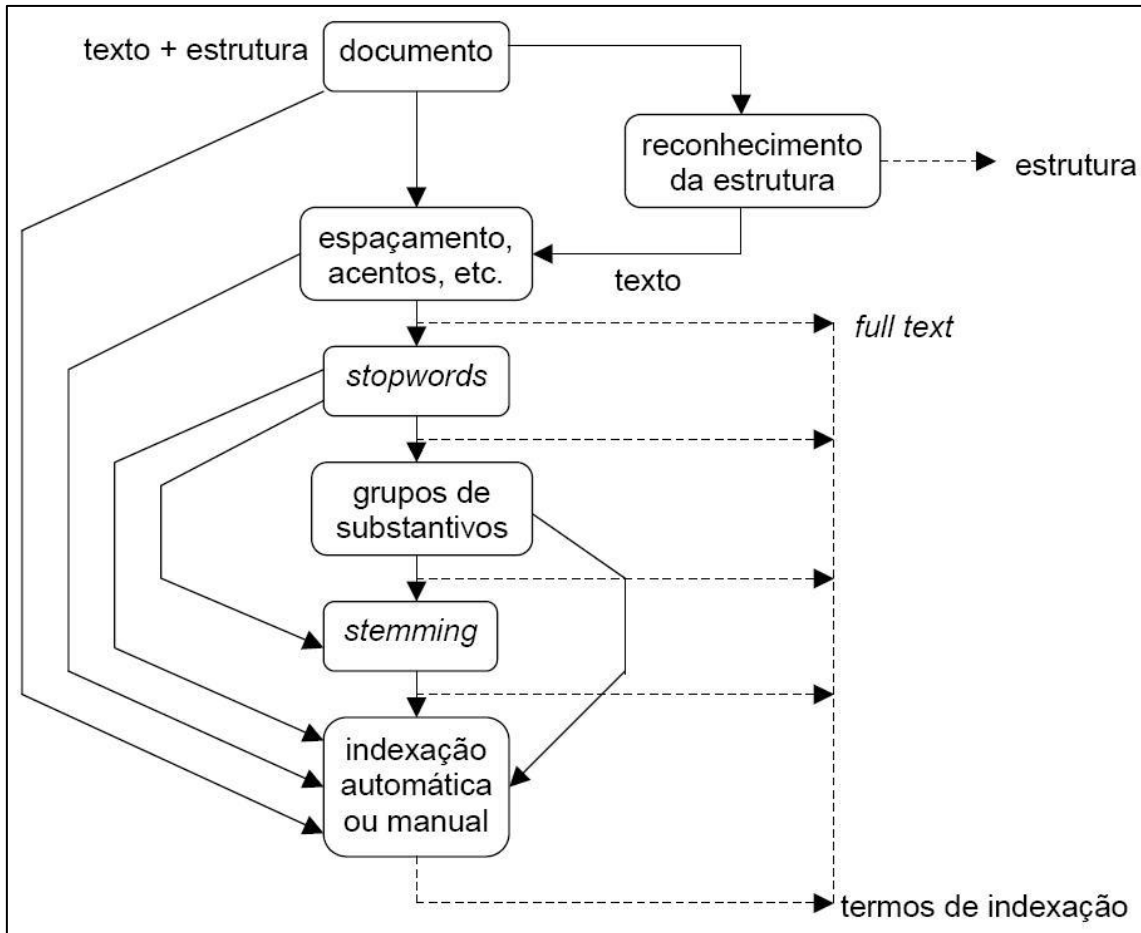 texto + estrutura
documento
reconhecimento
da estrutura
estrutura
espaçamento,
acentos, etc.
texto
full text
stopwords
grupos de
substantivos
stemming
indexação
automática
ou manual
termos de indexação